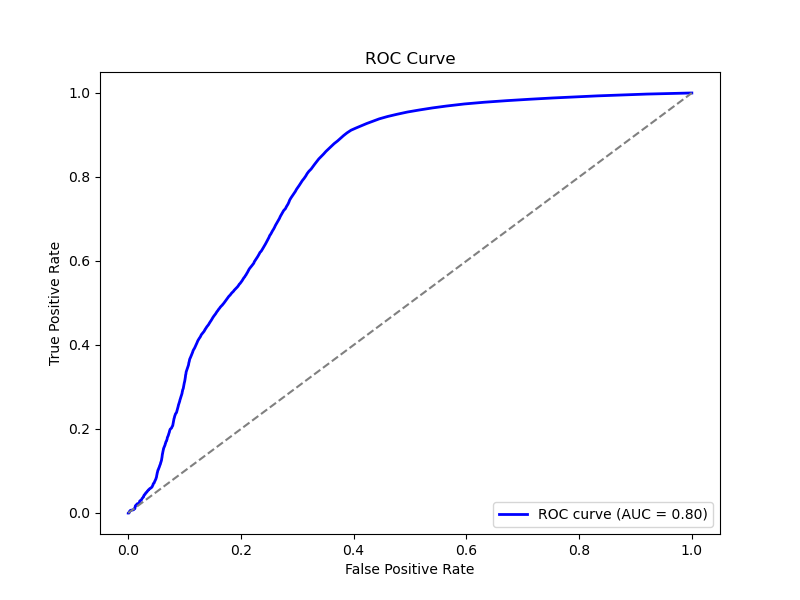 ROC Curve
True Positive Rate
1.0
0.8
0.6
0.4
0.2
0.0
ROC curve (AUC = 0.80)
0.0 0.2 0.4 0.6 0.8 1.0
False Positive Rate